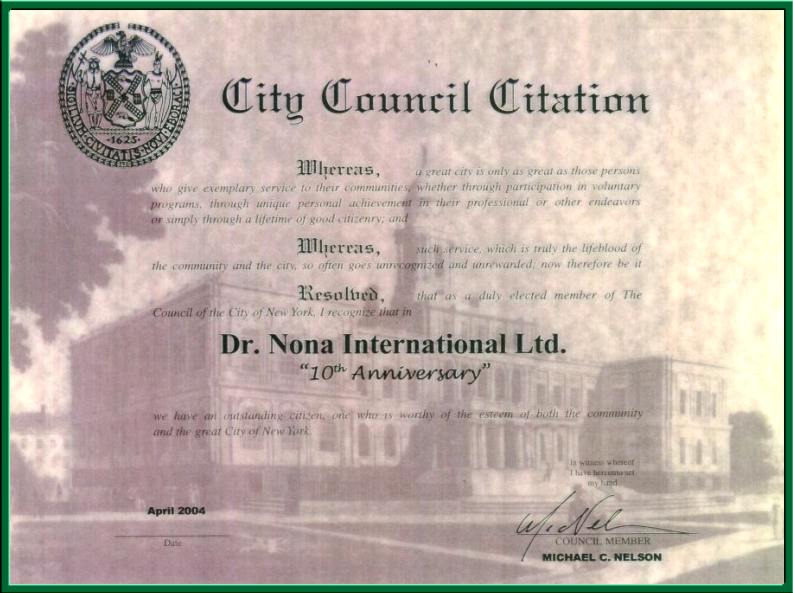 SIGILLUM CIVITATIS NOVI EBORACI
1625
City Council Citation
Whereas, a great city is only as great as those persons
who give exemplary service to their communities, whether through participation in voluntary
programs, through unique personal achievement in their professional or other endeavors
or simply through a lifetime of good citizenry; and
Whereas, such service, which is truly the lifeblood of
the community and the city, so often goes unrecognized and unrewarded, now therefore be it
Resolved, that as a duly elected member of The
Council of the City of New York, I recognize that in
Dr. Nona International Ltd.
"10th Anniversary"
we have an outstanding citizen, one who is worthy of the esteem of both the community
and the great City of New York.
in witness whereof
I have hereunto set
my hand
April 2004
Date
COUNCIL MEMBER
MICHAEL C. NELSON